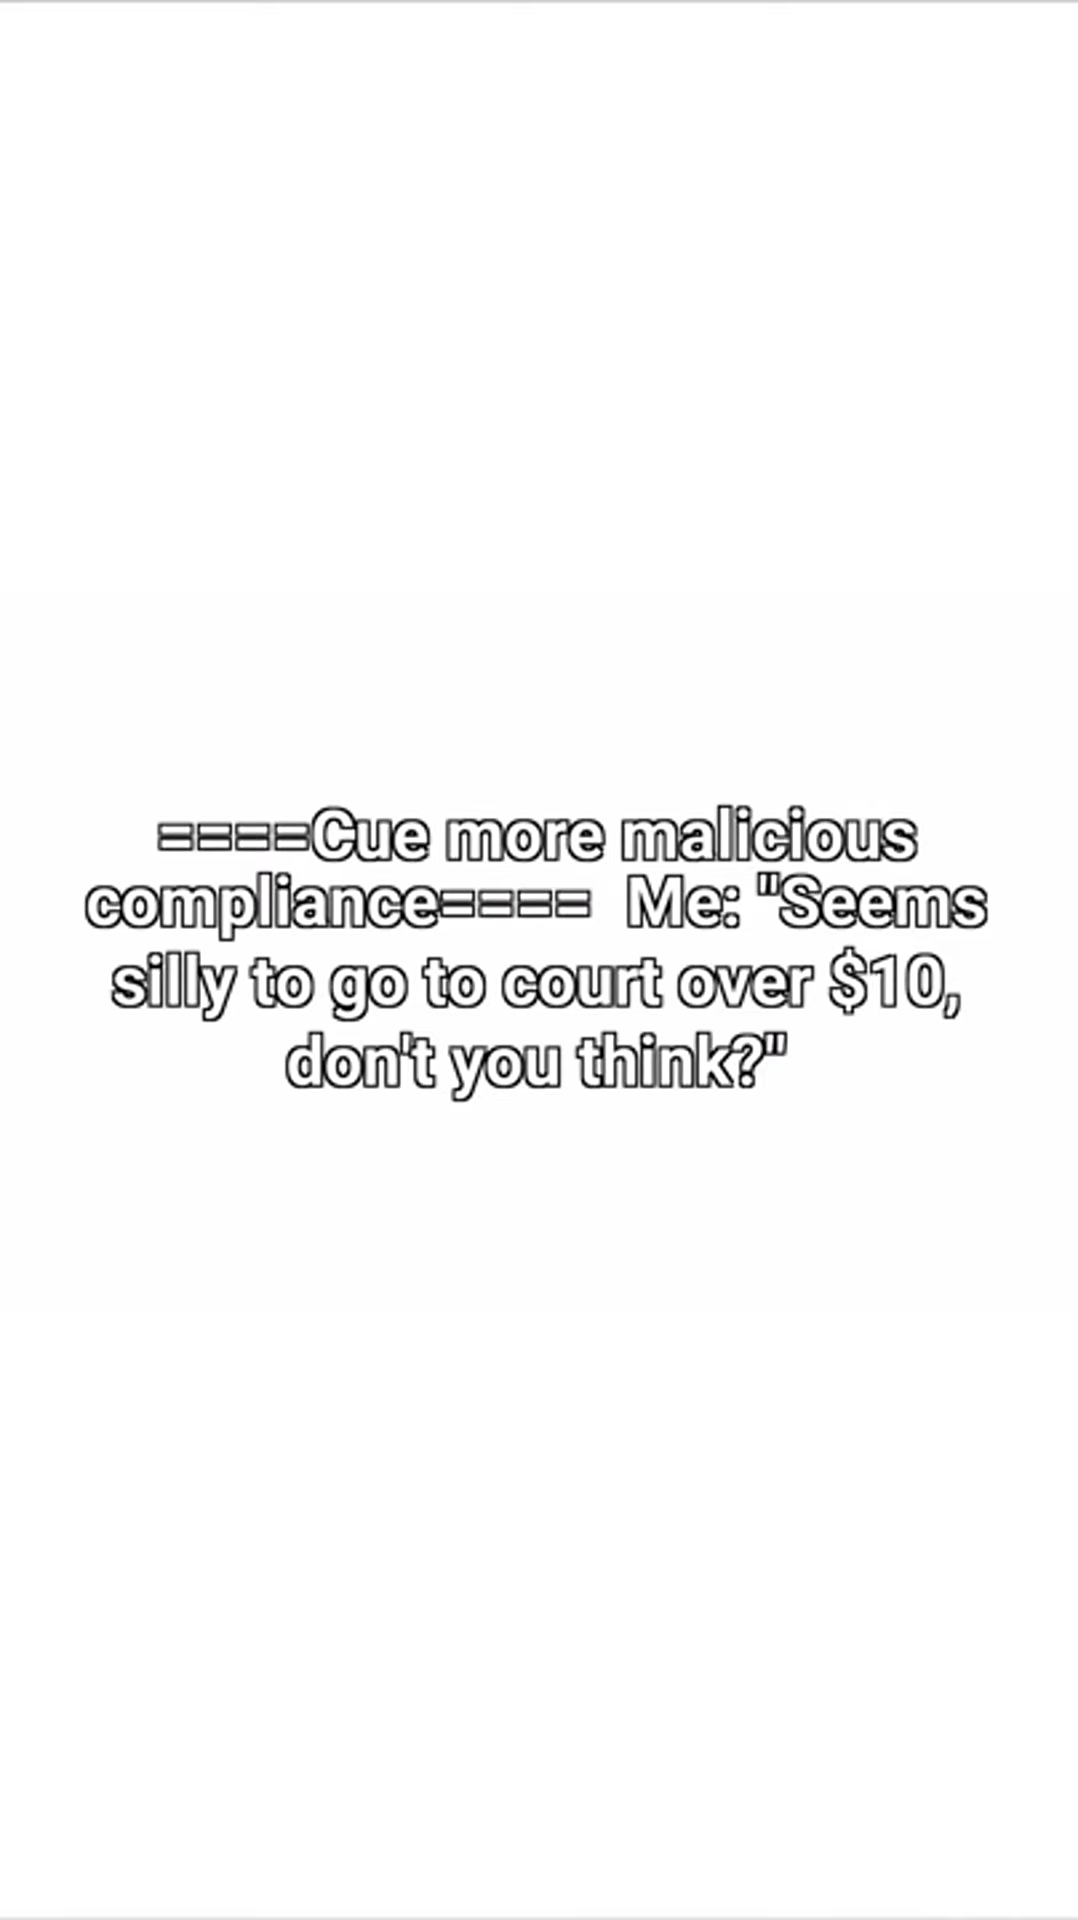 ====Cue more malicious
compliance====  Me: "Seems
silly to go to court over $10,
don't you think?"